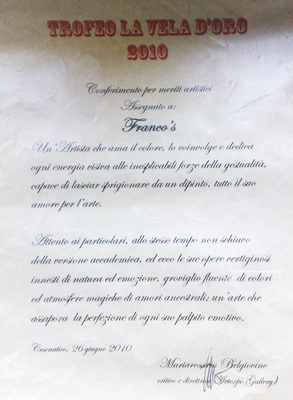 TROFEO LA VELA D'ORO
2010
Conferimento per meriti artistici
Assegnato a:
Franco's
Un'Artista che ama il colore, lo coinvolge e dedica
ogni energia visiva alle inesplicabili forze della gestualità,
capace di lasciar sprigionare da un dipinto, tutto il suo
amore per l'arte.
Attento ai particolari, allo stesso tempo non schiavo
della versione accademica, ed ecco le sue opere vertiginosi
innesti di natura ed emozione, groviglio fluente di colori
ed atmosfere magiche di amori ancestrali; un'arte che
assapora la perfezione di ogni suo palpito emotivo.
Cesenatico, 26 giugno 2010
Mariarosaria Belgiovine
critico e direttrice (Artexpò Gallery)